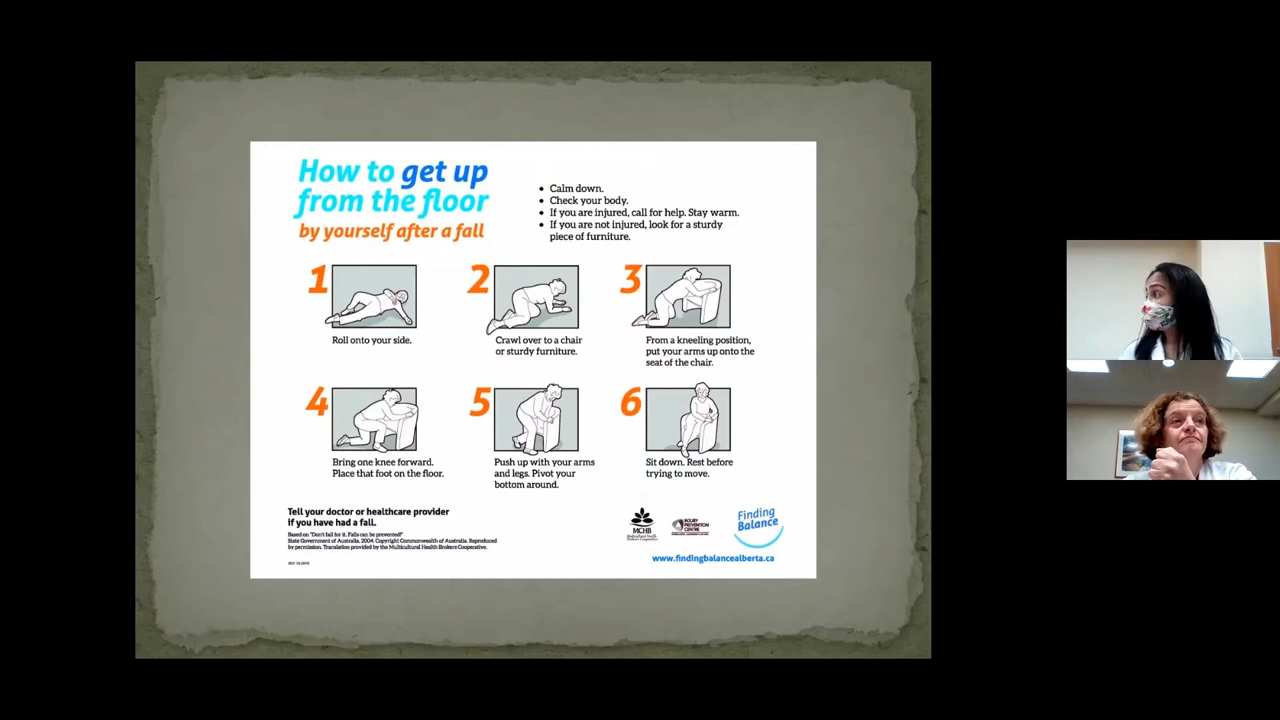 How to get up
from the floor
by yourself after a fall
• Calm down.
• Check your body.
• If you are injured, call for help. Stay warm.
• If you are not injured, look for a sturdy
piece of furniture.
1
Roll onto your side.
2
Crawl over to a chair
or sturdy furniture.
3
From a kneeling position,
put your arms up onto the
seat of the chair.
4
Bring one knee forward.
Place that foot on the floor.
5
Push up with your arms
and legs. Pivot your
bottom around.
6
Sit down. Rest before
trying to move.
Tell your doctor or healthcare provider
if you have had a fall.
Based on "Don't fall for it. Falls can be prevented!"
State Government of Australia. 2004. Copyright Commonwealth of Australia. Reproduced
by permission. Translation provided by the Multicultural Health Brokers Cooperative.
MCHB
Multicultural Health
Brokers Cooperative
INJURY
PREVENTION
CENTRE
Finding
Balance
www.findingbalancealberta.ca